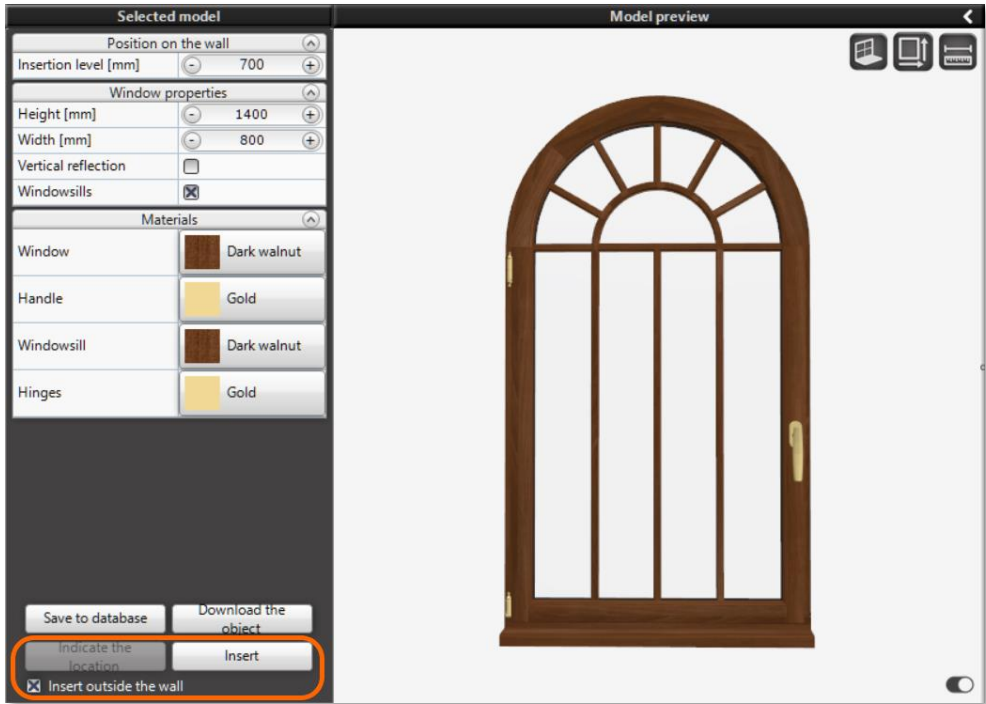 Selected model
Model preview
Position on the wall
Insertion level [mm] - 700 +
Window properties
Height [mm] - 1400 +
Width [mm] - 800 +
Vertical reflection
Windowsills
Materials
Window Dark walnut
Handle Gold
Windowsill Dark walnut
Hinges Gold
Save to database
Download the
object
Indicate the
location
Insert
Insert outside the wall